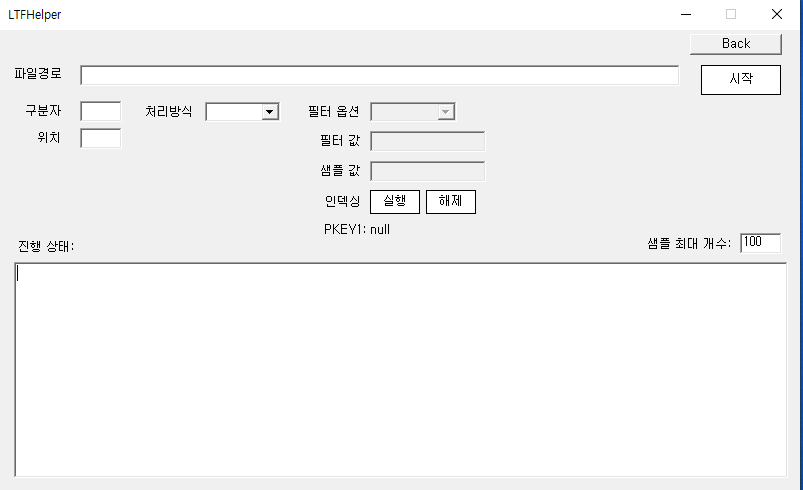 LTFHelper
Back
파일경로
시작
구분자 처리방식 필터 옵션
위치 필터 값
샘플 값
인덱싱 실행 해제
PKEY1: null
진행 상태: 샘플 최대 개수: 100